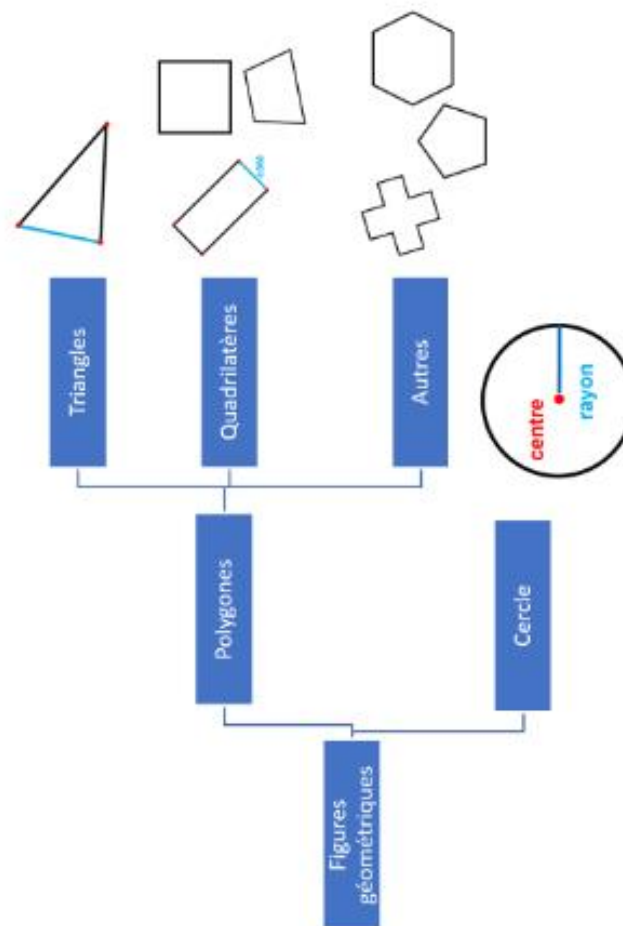 Figures
géométriques
Polygones
Cercle
Triangles
Quadrilatères
Autres
centre
rayon